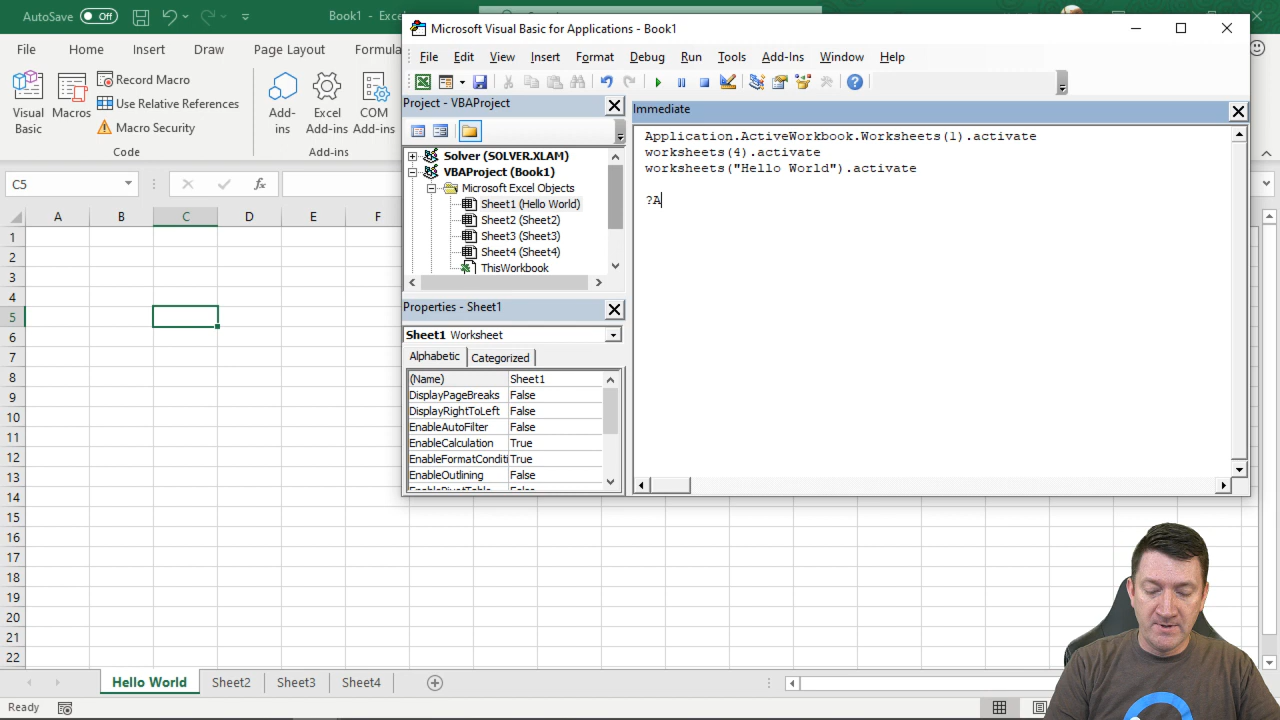 AutoSave Off
Book1 - Excel
File Home Insert Draw Page Layout Formula
Visual Basic
Macros
Record Macro
Use Relative References
Macro Security
Code
Add-ins
Excel Add-ins
COM Add-ins
Add-ins
C5
A B C D E F
1
2
3
4
5
6
7
8
9
10
11
12
13
14
15
16
17
18
19
20
21
22
Hello World Sheet2 Sheet3 Sheet4
Ready
Microsoft Visual Basic for Applications - Book1
File Edit View Insert Format Debug Run Tools Add-Ins Window Help
Project - VBAProject
Solver (SOLVER.XLAM)
VBAProject (Book1)
Microsoft Excel Objects
Sheet1 (Hello World)
Sheet2 (Sheet2)
Sheet3 (Sheet3)
Sheet4 (Sheet4)
ThisWorkbook
Properties - Sheet1
Sheet1 Worksheet
Alphabetic Categorized
(Name) Sheet1
DisplayPageBreaks False
DisplayRightToLeft False
EnableAutoFilter False
EnableCalculation True
EnableFormatConditi True
EnableOutlining False
Immediate
Application.ActiveWorkbook.Worksheets(1).activate
worksheets(4).activate
worksheets("Hello World").activate
?A